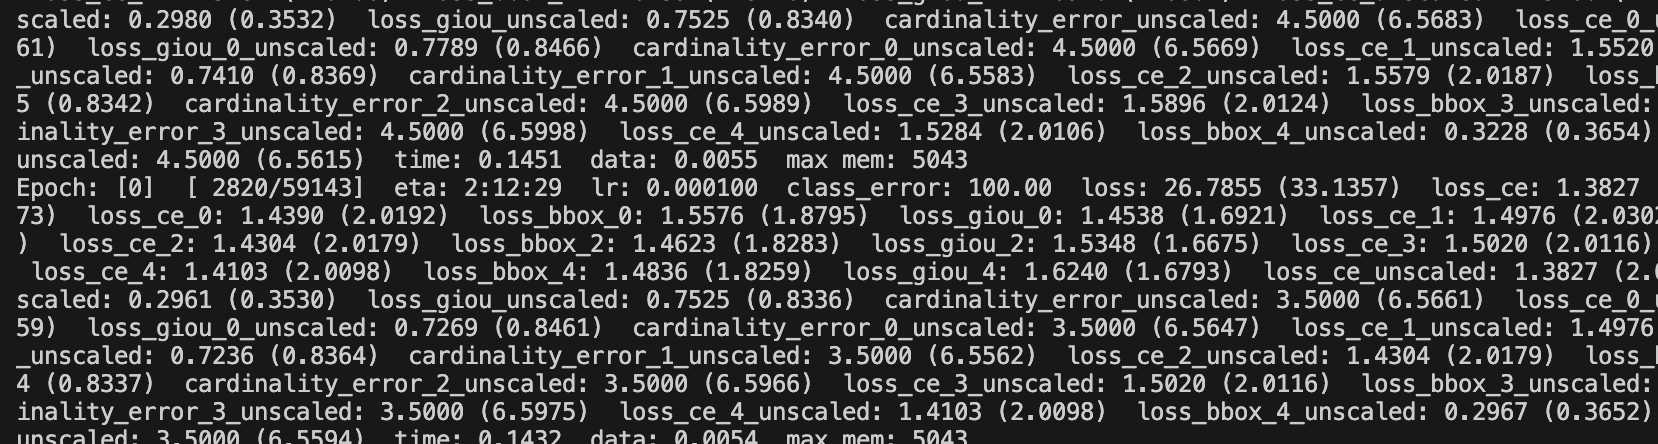 scaled: 0.2980 (0.3532)  loss_giou_unscaled: 0.7525 (0.8340)  cardinality_error_unscaled: 4.5000 (6.5683)  loss_ce_0_u
61)  loss_giou_0_unscaled: 0.7789 (0.8466)  cardinality_error_0_unscaled: 4.5000 (6.5669)  loss_ce_1_unscaled: 1.5520
_unscaled: 0.7410 (0.8369)  cardinality_error_1_unscaled: 4.5000 (6.5583)  loss_ce_2_unscaled: 1.5579 (2.0187)  loss_b
5 (0.8342)  cardinality_error_2_unscaled: 4.5000 (6.5989)  loss_ce_3_unscaled: 1.5896 (2.0124)  loss_bbox_3_unscaled:
inality_error_3_unscaled: 4.5000 (6.5998)  loss_ce_4_unscaled: 1.5284 (2.0106)  loss_bbox_4_unscaled: 0.3228 (0.3654)
unscaled: 4.5000 (6.5615)  time: 0.1451  data: 0.0055  max mem: 5043
Epoch: [0]  [ 2820/59143]  eta: 2:12:29  lr: 0.000100  class_error: 100.00  loss: 26.7855 (33.1357)  loss_ce: 1.3827
73)  loss_ce_0: 1.4390 (2.0192)  loss_bbox_0: 1.5576 (1.8795)  loss_giou_0: 1.4538 (1.6921)  loss_ce_1: 1.4976 (2.0302
)  loss_ce_2: 1.4304 (2.0179)  loss_bbox_2: 1.4623 (1.8283)  loss_giou_2: 1.5348 (1.6675)  loss_ce_3: 1.5020 (2.0116)
loss_ce_4: 1.4103 (2.0098)  loss_bbox_4: 1.4836 (1.8259)  loss_giou_4: 1.6240 (1.6793)  loss_ce_unscaled: 1.3827 (2.0
scaled: 0.2961 (0.3530)  loss_giou_unscaled: 0.7525 (0.8336)  cardinality_error_unscaled: 3.5000 (6.5661)  loss_ce_0_u
59)  loss_giou_0_unscaled: 0.7269 (0.8461)  cardinality_error_0_unscaled: 3.5000 (6.5647)  loss_ce_1_unscaled: 1.4976
_unscaled: 0.7236 (0.8364)  cardinality_error_1_unscaled: 3.5000 (6.5562)  loss_ce_2_unscaled: 1.4304 (2.0179)  loss_b
4 (0.8337)  cardinality_error_2_unscaled: 3.5000 (6.5966)  loss_ce_3_unscaled: 1.5020 (2.0116)  loss_bbox_3_unscaled:
inality_error_3_unscaled: 3.5000 (6.5975)  loss_ce_4_unscaled: 1.4103 (2.0098)  loss_bbox_4_unscaled: 0.2967 (0.3652)
unscaled: 3.5000 (6.5594)  time: 0.1432  data: 0.0054  max mem: 5043